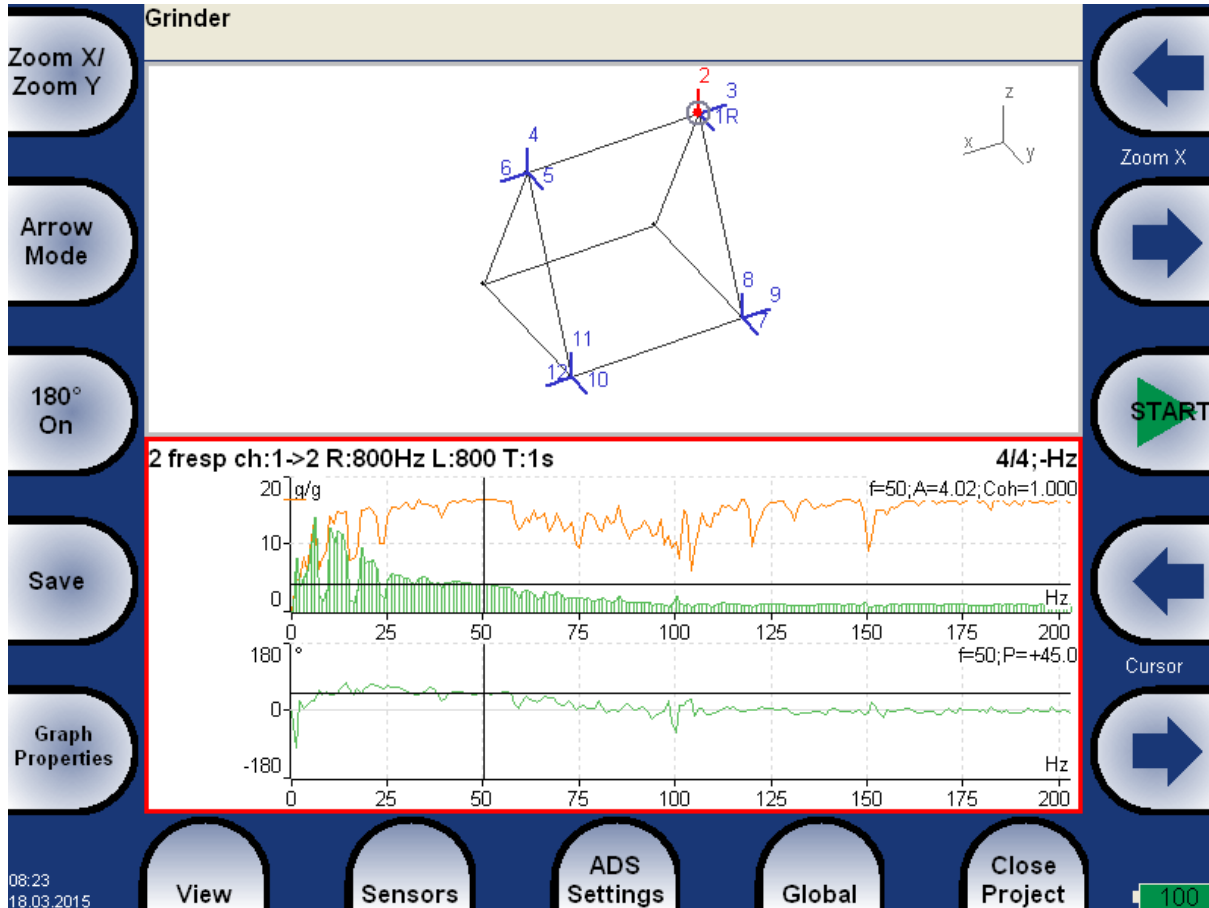 Grinder
Zoom X/
Zoom Y
Arrow
Mode
180°
On
Save
Graph
Properties
2
3
1R
4
6
5
8
9
7
11
12
10
z
x
y
2 fresp ch:1->2 R:800Hz L:800 T:1s
4/4;-Hz
20
g/g
f=50;A=4.02;Coh=1.000
10
0
Hz
0 25 50 75 100 125 150 175 200
180
°
f=50;P=+45.0
0
-180
Hz
0 25 50 75 100 125 150 175 200
Zoom X
START
Cursor
08:23
18.03.2015
View
Sensors
ADS
Settings
Global
Close
Project
100